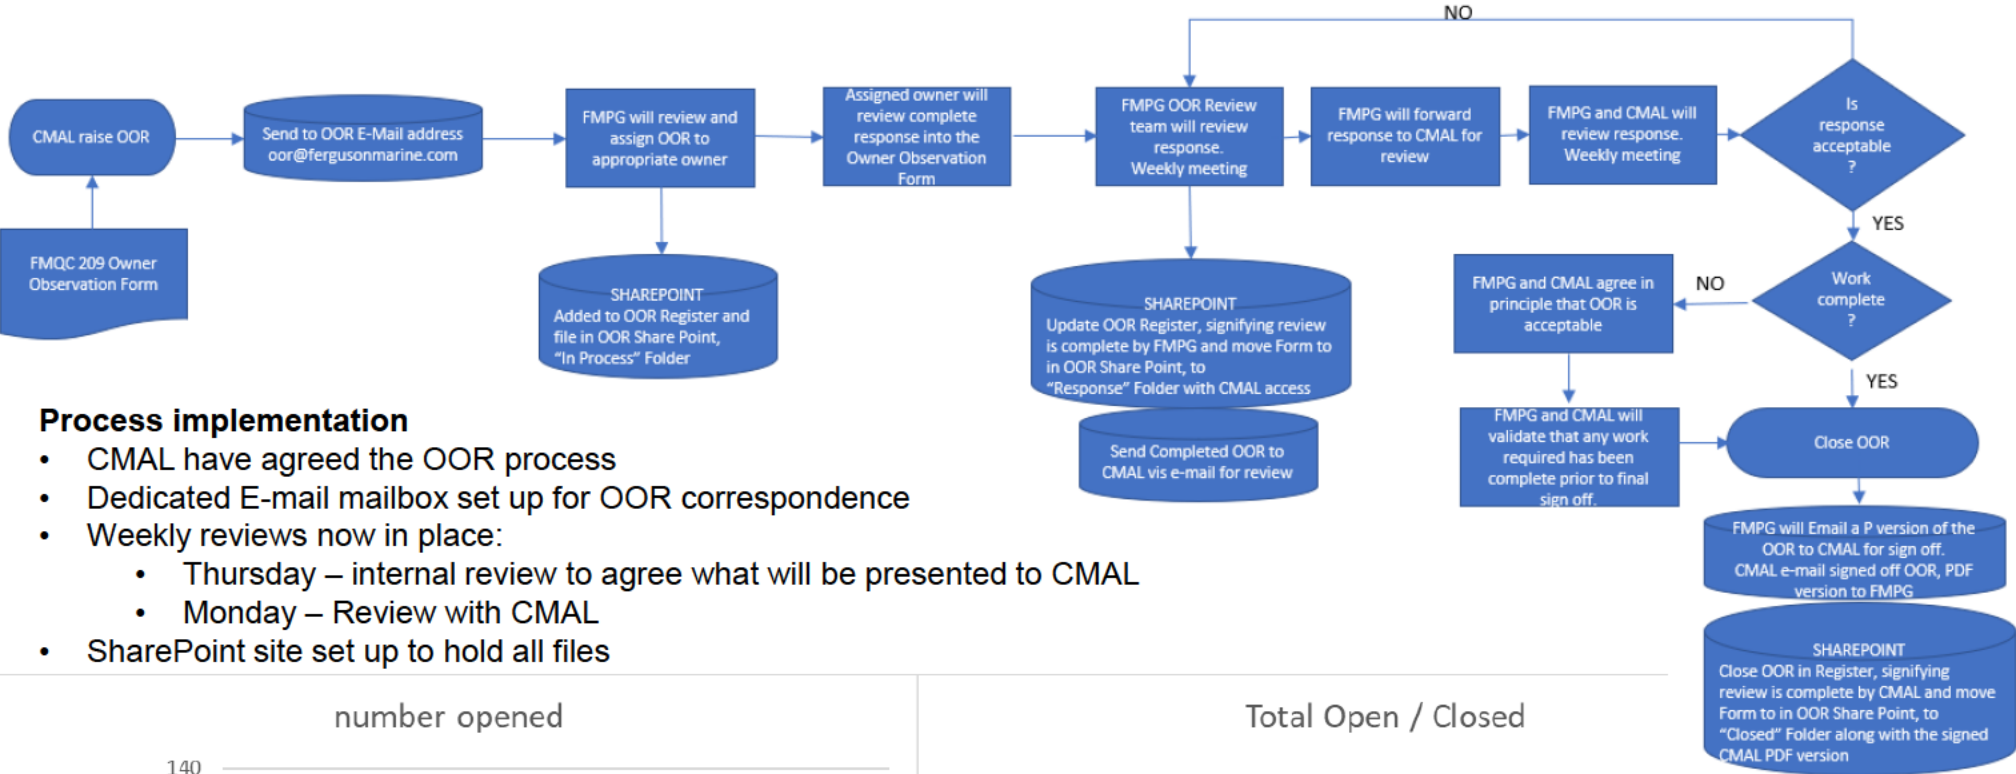 NO
CMAL raise OOR
Send to OOR E-Mail address
oor@fergusonmarine.com
FMPG will review and
assign OOR to
appropriate owner
Assigned owner will
review complete
response into the
Owner Observation
Form
FMPG OOR Review
team will review
response.
Weekly meeting
FMPG will forward
response to CMAL for
review
FMPG and CMAL will
review response.
Weekly meeting
Is
response
acceptable
?
YES
FMQC 209 Owner
Observation Form
SHAREPOINT
Added to OOR Register and
file in OOR Share Point,
“In Process” Folder
SHAREPOINT
Update OOR Register, signifying review
is complete by FMPG and move Form to
in OOR Share Point, to
“Response” Folder with CMAL access
Send Completed OOR to
CMAL vis e-mail for review
FMPG and CMAL agree in
principle that OOR is
acceptable
NO
Work
complete
?
YES
FMPG and CMAL will
validate that any work
required has been
complete prior to final
sign off.
Close OOR
FMPG will Email a P version of the
OOR to CMAL for sign off.
CMAL e-mail signed off OOR, PDF
version to FMPG
SHAREPOINT
Close OOR in Register, signifying
review is complete by CMAL and move
Form to in OOR Share Point, to
“Closed” Folder along with the signed
CMAL PDF version
Process implementation
• CMAL have agreed the OOR process
• Dedicated E-mail mailbox set up for OOR correspondence
• Weekly reviews now in place:
• Thursday – internal review to agree what will be presented to CMAL
• Monday – Review with CMAL
• SharePoint site set up to hold all files
number opened
140
Total Open / Closed